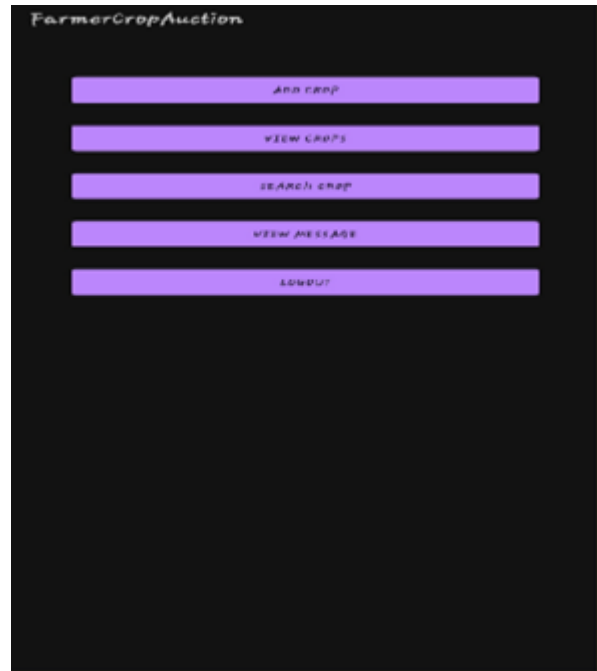 FarmerCropAuction
ADD CROP
VIEW CROPS
SEARCH CROP
VIEW MESSAGE
LOGOUT